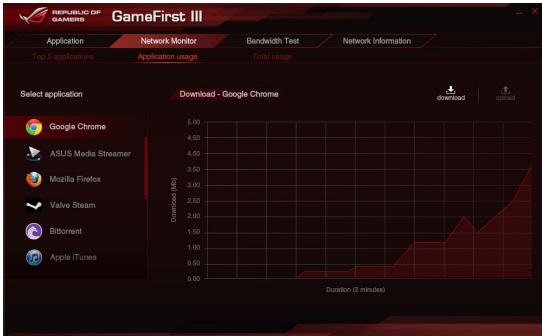 REPUBLIC OF
GAMERS
GameFirst III
Application
Network Monitor
Bandwidth Test
Network Information
Top 5 applications
Application usage
Total usage
Select application
Download - Google Chrome
download
upload
Google Chrome
ASUS Media Streamer
Mozilla Firefox
Valve Steam
Bittorrent
Apple iTunes
Download (Mb)
5.00
4.50
4.00
3.50
3.00
2.50
2.00
1.50
1.00
0.50
0.00
Duration (2 minutes)